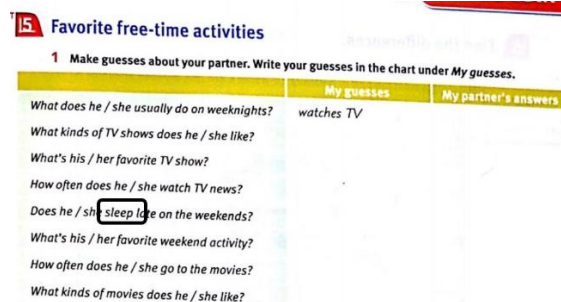 15 Favorite free-time activities
1 Make guesses about your partner. Write your guesses in the chart under My guesses.
My guesses My partner's answers
What does he / she usually do on weeknights? watches TV
What kinds of TV shows does he / she like?
What's his / her favorite TV show?
How often does he / she watch TV news?
Does he / she sleep late on the weekends?
What's his / her favorite weekend activity?
How often does he / she go to the movies?
What kinds of movies does he / she like?